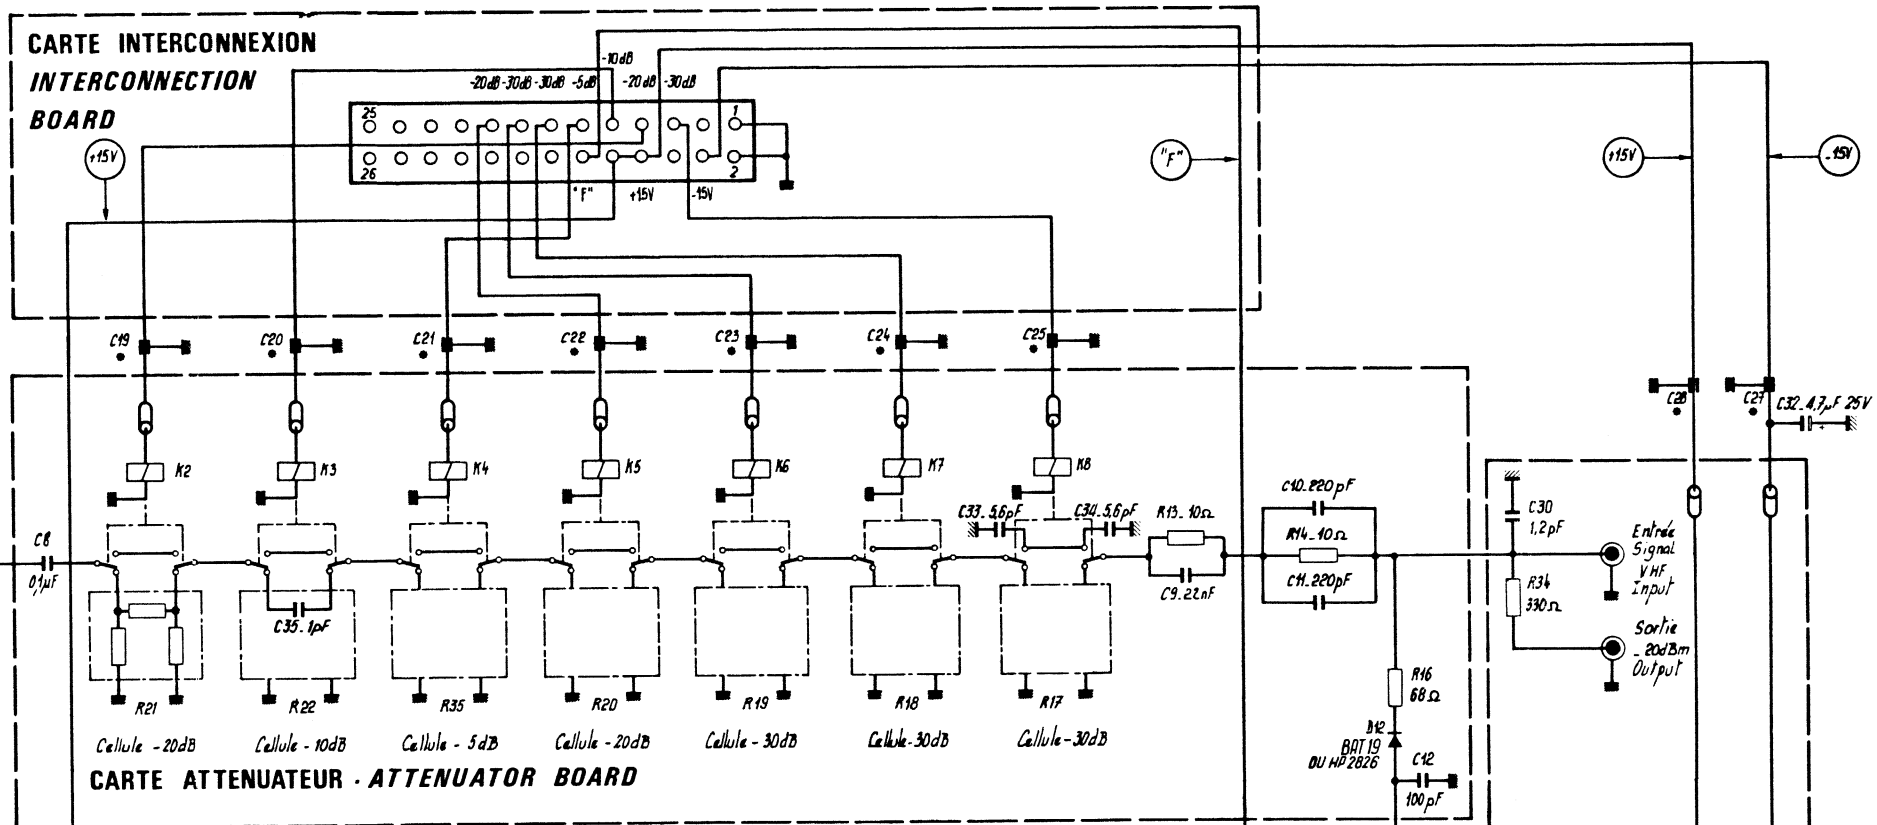 CARTE INTERCONNEXION
INTERCONNECTION
BOARD
-10dB
-20dB -30dB -30dB -5dB -20dB -30dB
25 1
26 2
"F" +15V -15V
+15V
"F"
+15V
-15V
C19
C20
C21
C22
C23
C24
C25
C28
C27
C32_4,7µF 25V
K2
K3
K4
K5
K6
K7
K8
C8
0,1µF
C33_5,6pF
C34_5,6pF
R13_10Ω
C9_22nF
C10_220pF
R14_10Ω
C11_220pF
C30
1,2pF
Entrée
Signal
VHF
Input
R34
330Ω
Sortie
_20dBm
Output
C35_1pF
R21
R22
R35
R20
R19
R18
R17
Cellule -20dB
Cellule -10dB
Cellule - 5dB
Cellule -20dB
Cellule -30dB
Cellule-30dB
Cellule-30dB
R16
68Ω
D12
BAT19
OU HP2826
C12
100pF
CARTE ATTENUATEUR - ATTENUATOR BOARD